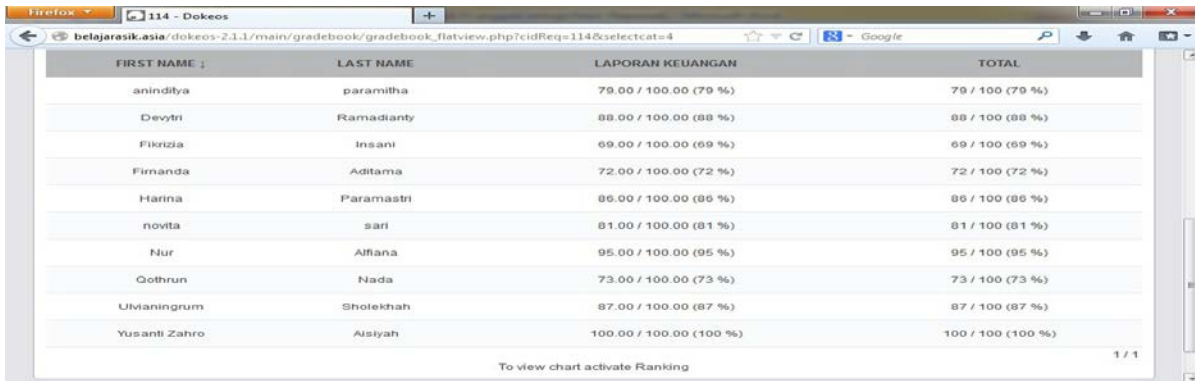 Firefox
114 - Dokeos
belajarasik.asia/dokeos-2.1.1/main/gradebook/gradebook_flatview.php?cidReq=114&selectcat=4
Google
FIRST NAME ↓ LAST NAME LAPORAN KEUANGAN TOTAL
aninditya paramitha 79.00 / 100.00 (79 %) 79 / 100 (79 %)
Devytri Ramadianty 88.00 / 100.00 (88 %) 88 / 100 (88 %)
Fikrizia Insani 69.00 / 100.00 (69 %) 69 / 100 (69 %)
Firnanda Aditama 72.00 / 100.00 (72 %) 72 / 100 (72 %)
Harina Paramastri 86.00 / 100.00 (86 %) 86 / 100 (86 %)
novita sari 81.00 / 100.00 (81 %) 81 / 100 (81 %)
Nur Alfiana 95.00 / 100.00 (95 %) 95 / 100 (95 %)
Qothrun Nada 73.00 / 100.00 (73 %) 73 / 100 (73 %)
Ulvianingrum Sholekhah 87.00 / 100.00 (87 %) 87 / 100 (87 %)
Yusanti Zahro Aisiyah 100.00 / 100.00 (100 %) 100 / 100 (100 %)
1 / 1
To view chart activate Ranking